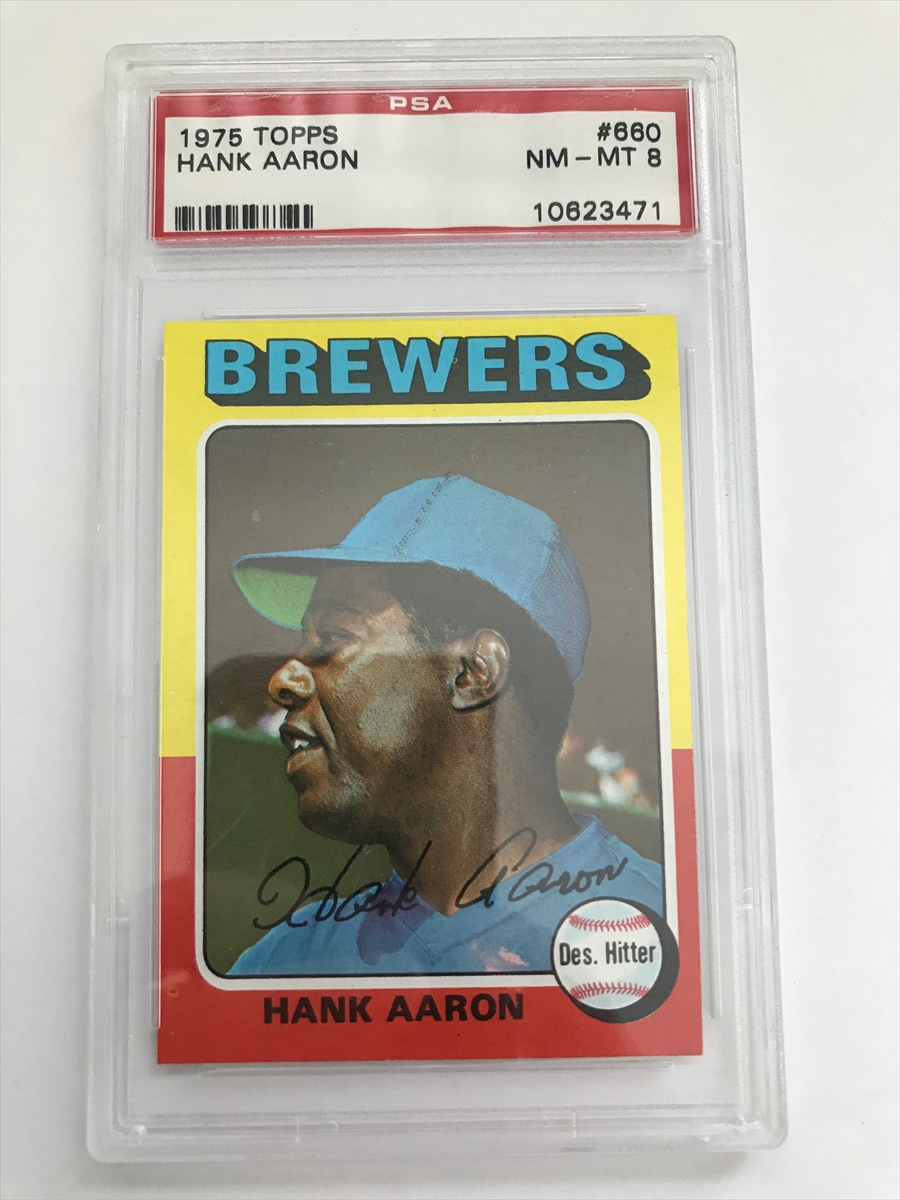 PSA
1975 TOPPS #660
HANK AARON NM-MT 8
10623471
BREWERS
Hank Aaron
Des. Hitter
HANK AARON